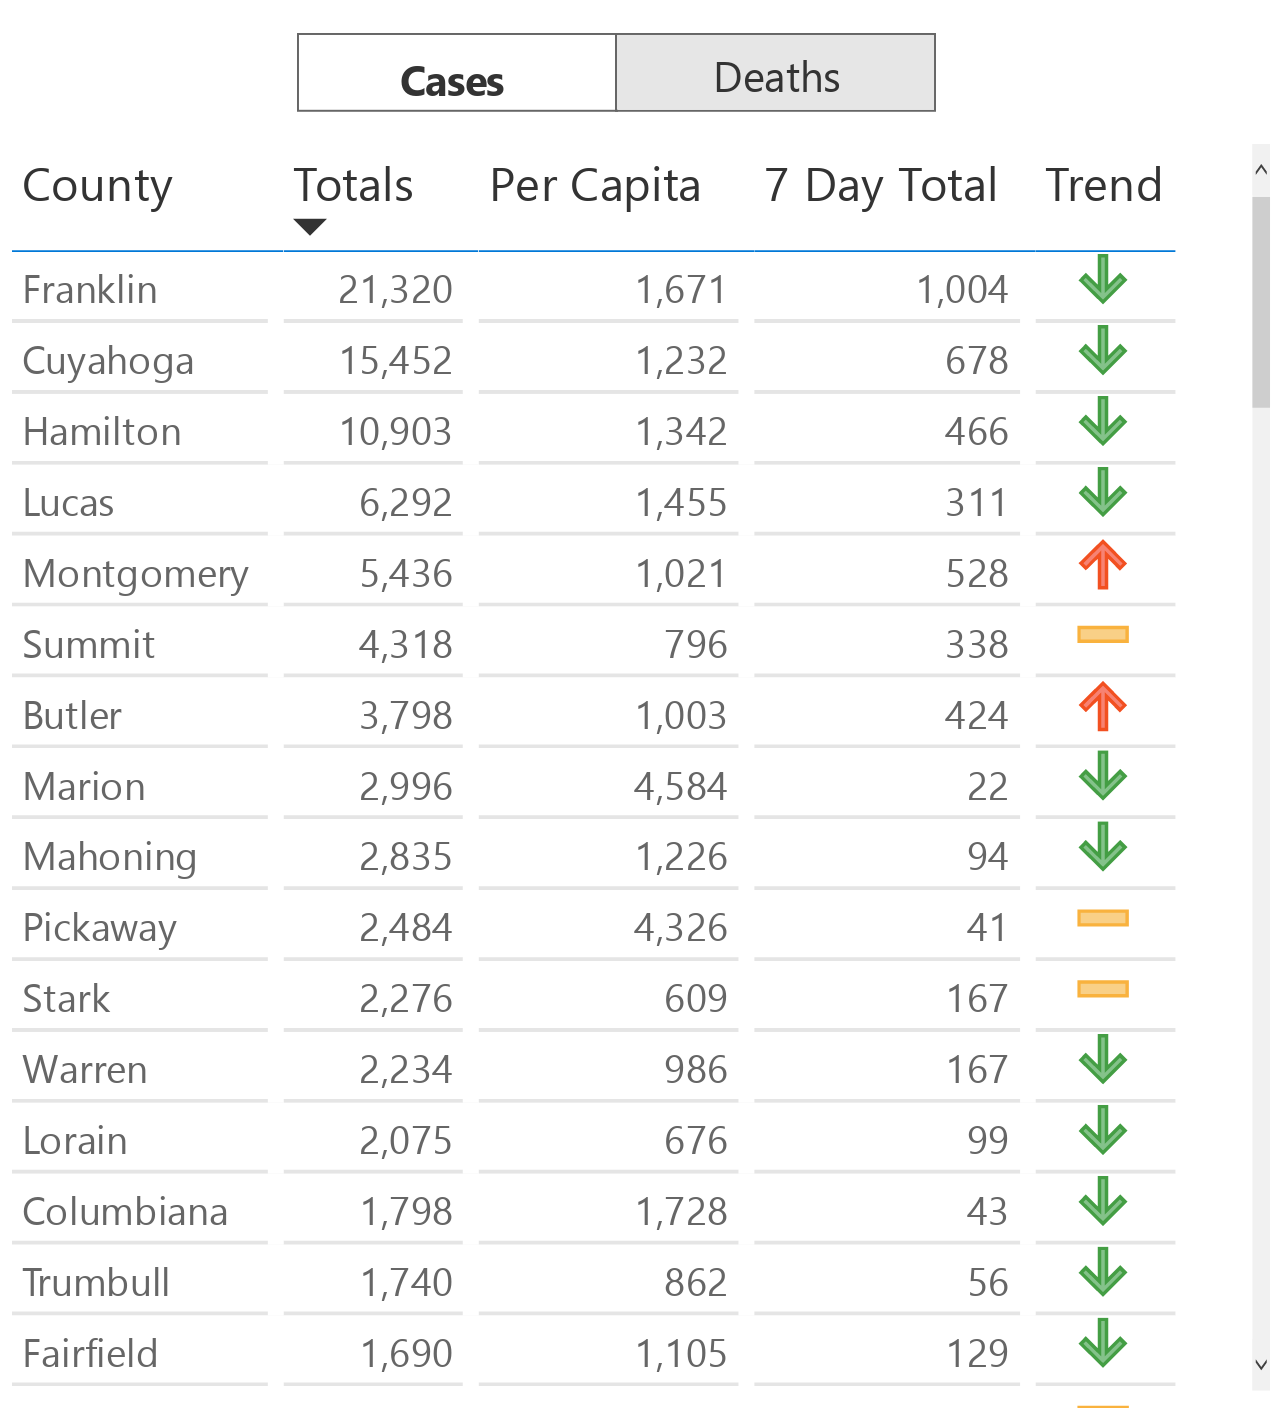 Cases Deaths
County Totals Per Capita 7 Day Total Trend
Franklin 21,320 1,671 1,004
Cuyahoga 15,452 1,232 678
Hamilton 10,903 1,342 466
Lucas 6,292 1,455 311
Montgomery 5,436 1,021 528
Summit 4,318 796 338
Butler 3,798 1,003 424
Marion 2,996 4,584 22
Mahoning 2,835 1,226 94
Pickaway 2,484 4,326 41
Stark 2,276 609 167
Warren 2,234 986 167
Lorain 2,075 676 99
Columbiana 1,798 1,728 43
Trumbull 1,740 862 56
Fairfield 1,690 1,105 129